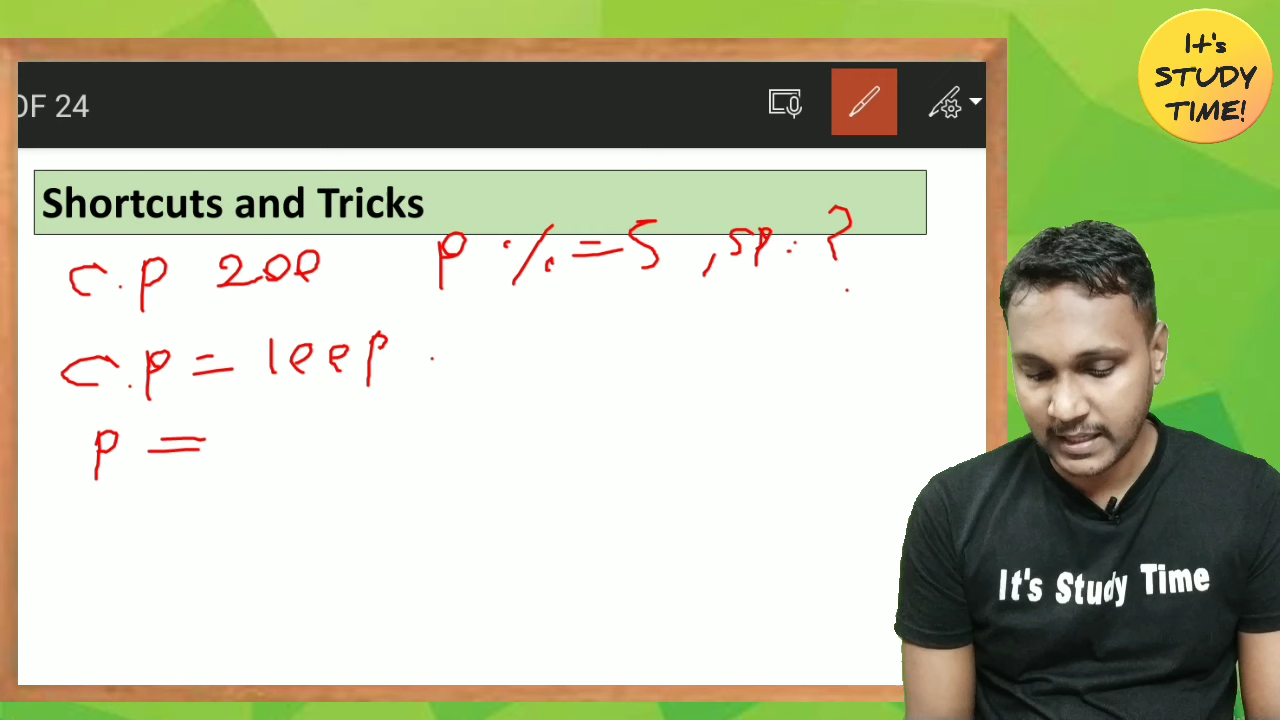 It's
STUDY
TIME!
OF 24
Shortcuts and Tricks
C.P 200 P % = 5 , SP. ?
C.P = 100P
P =
It's Study Time